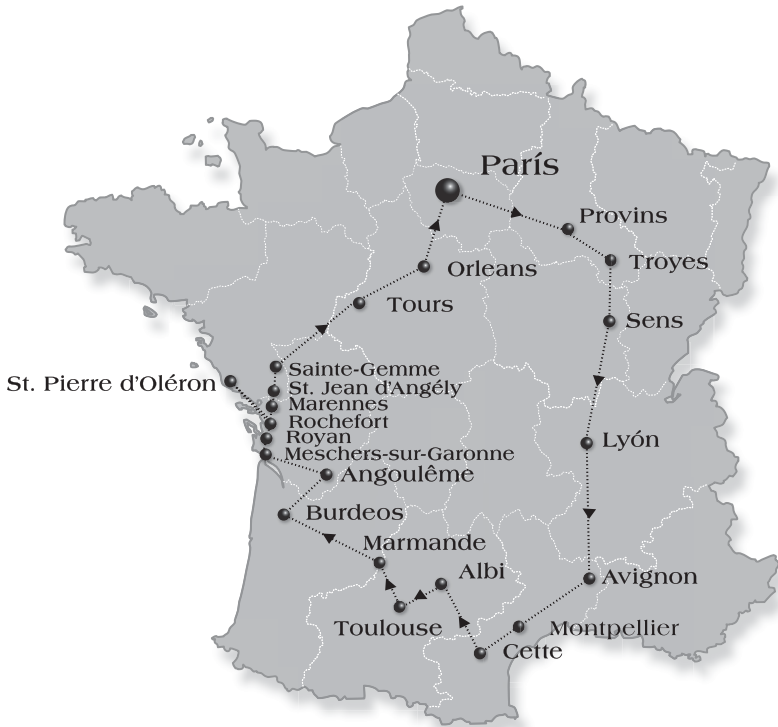 París
Provins
Troyes
Orleans
Tours
Sens
Sainte-Gemme
St. Pierre d'Oléron
St. Jean d'Angély
Marennes
Rochefort
Royan
Lyón
Meschers-sur-Garonne
Angoulême
Burdeos
Marmande
Albi
Avignon
Toulouse
Montpellier
Cette